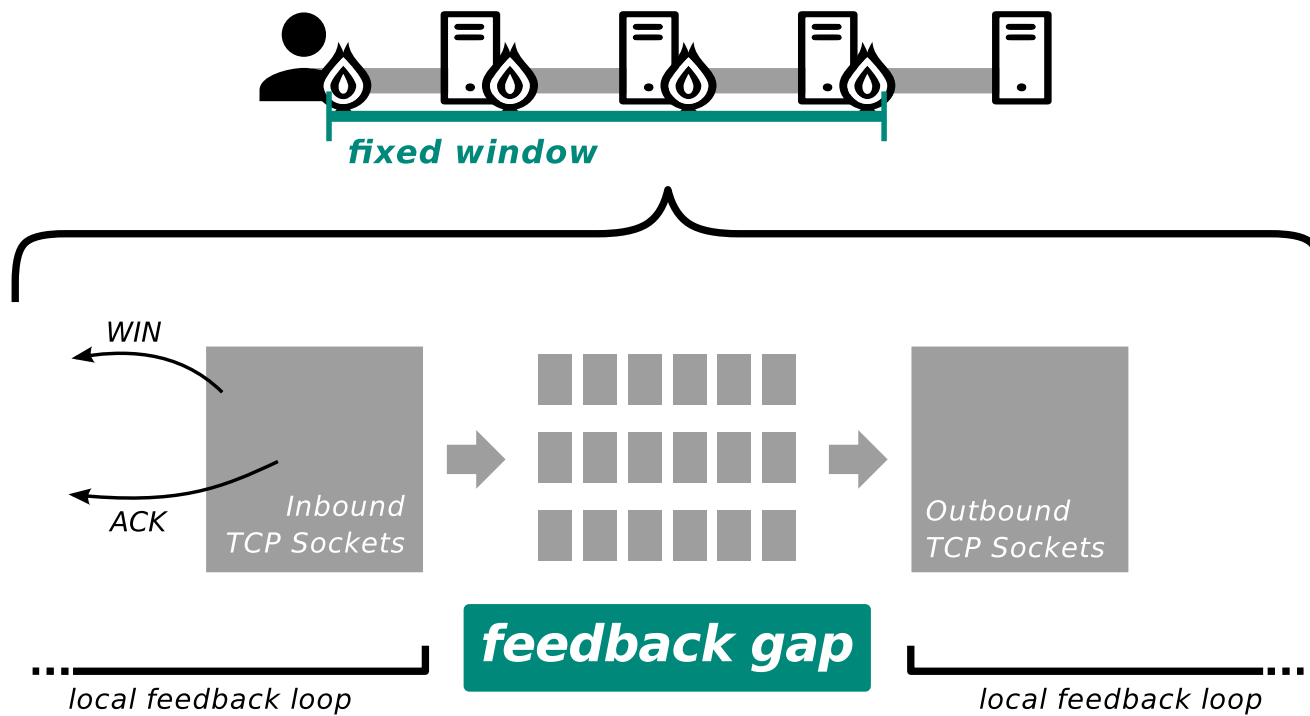 fixed window
WIN
ACK
Inbound
TCP Sockets
Outbound
TCP Sockets
feedback gap
local feedback loop
local feedback loop